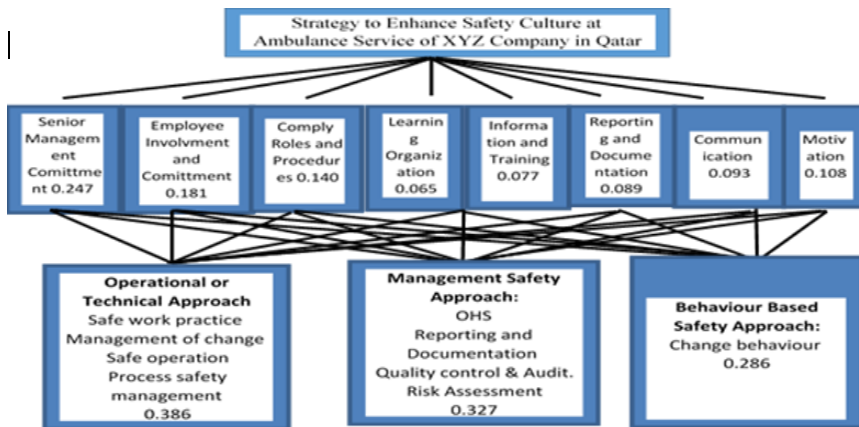 Strategy to Enhance Safety Culture at
Ambulance Service of XYZ Company in Qatar
Senior
Managem
ent
Comittme
nt 0.247
Employee
Involvment
and
Comittment
0.181
Comply
Roles and
Procedur
es 0.140
Learnin
g
Organiz
ation
0.065
Informa
tion and
Training
0.077
Reportin
g and
Docume
ntation
0.089
Commun
ication
0.093
Motiv
ation
0.108
Operational or
Technical Approach
Safe work practice
Management of change
Safe operation
Process safety
management
0.386
Management Safety
Approach:
OHS
Reporting and
Documentation
Quality control & Audit.
Risk Assessment
0.327
Behaviour Based
Safety Approach:
Change behaviour
0.286